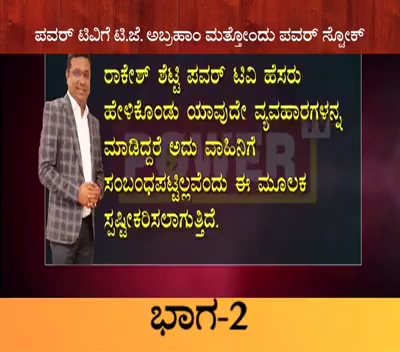 ಪವರ್ ಟಿವಿಗೆ ಟಿ.ಜೆ. ಅಬ್ರಹಾಂ ಮತ್ತೋಂದು ಪವರ್ ಸ್ಟೋಕ್
ರಾಕೇಶ್ ಶೆಟ್ಟಿ ಪವರ್ ಟಿವಿ ಹೆಸರು
ಹೇಳಿಕೊಂಡು ಯಾವುದೇ ವ್ಯವಹಾರಗಳನ್ನ
ಮಾಡಿದ್ದರೆ ಅದು ವಾಹಿನಿಗೆ
ಸಂಬಂಧಪಟ್ಟಿಲ್ಲವೆಂದು ಈ ಮೂಲಕ
ಸ್ಪಷ್ಟೀಕರಿಸಲಾಗುತ್ತಿದೆ.
ಭಾಗ-2